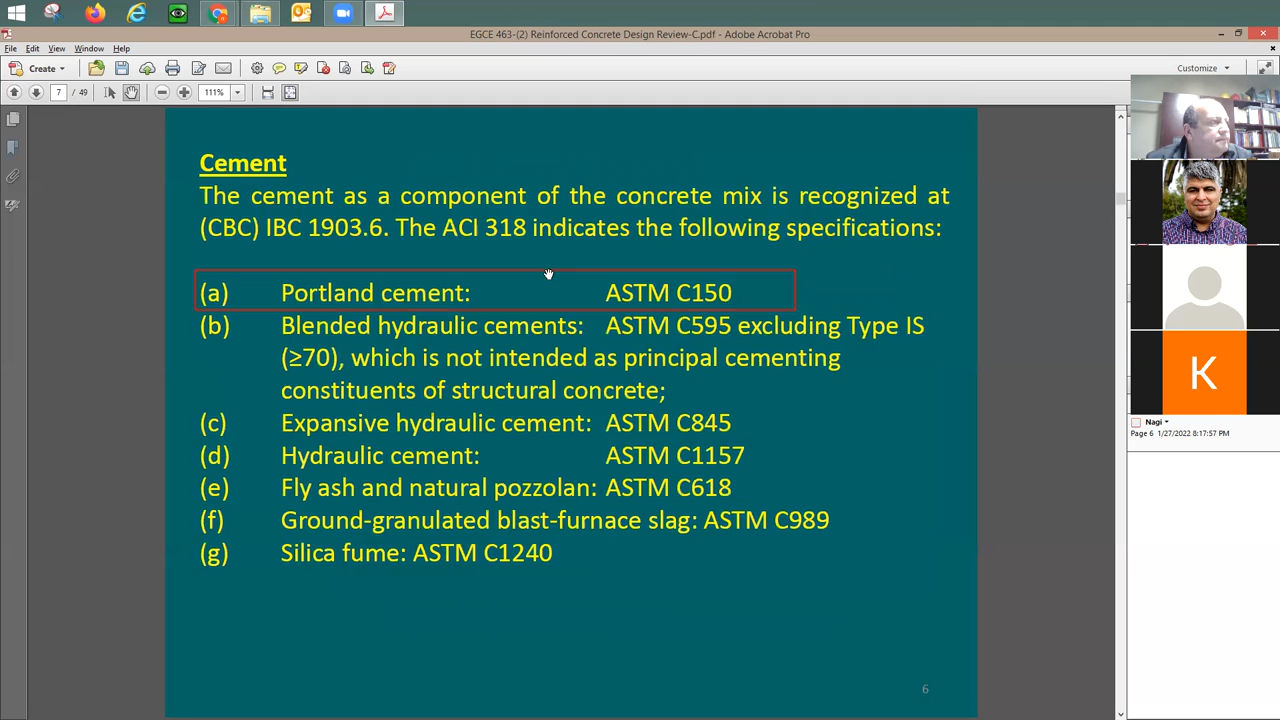 EGCE 463-(2) Reinforced Concrete Design Review-C.pdf - Adobe Acrobat Pro
File Edit View Window Help
Create Customize
7 / 49 111%
Cement
The cement as a component of the concrete mix is recognized at
(CBC) IBC 1903.6. The ACI 318 indicates the following specifications:
(a) Portland cement: ASTM C150
(b) Blended hydraulic cements: ASTM C595 excluding Type IS
(≥70), which is not intended as principal cementing
constituents of structural concrete;
(c) Expansive hydraulic cement: ASTM C845
(d) Hydraulic cement: ASTM C1157
(e) Fly ash and natural pozzolan: ASTM C618
(f) Ground-granulated blast-furnace slag: ASTM C989
(g) Silica fume: ASTM C1240
6
K
Nagi
Page 6 1/27/2022 8:17:57 PM